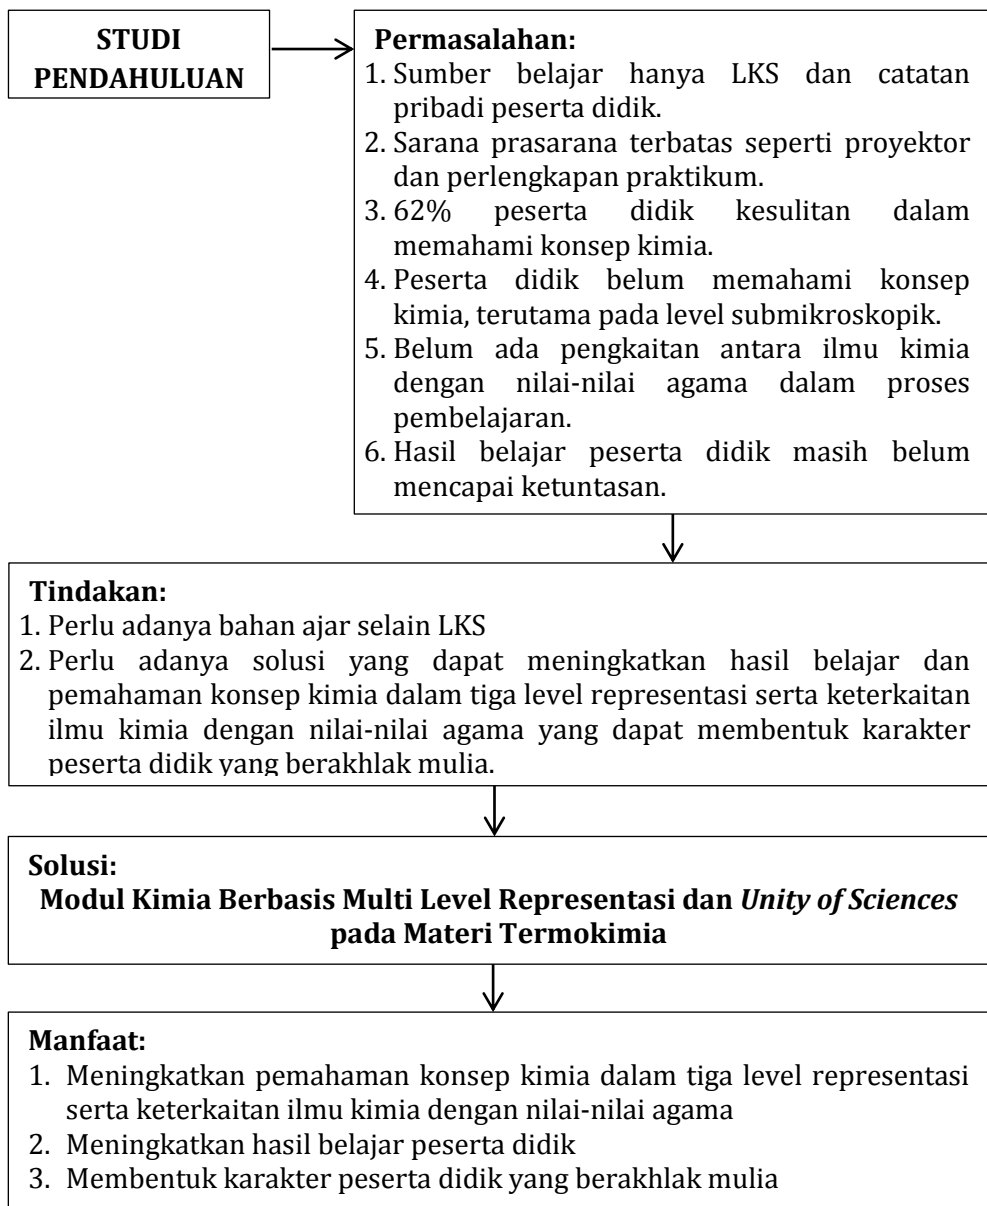 STUDI
PENDAHULUAN
Permasalahan:
1. Sumber belajar hanya LKS dan catatan
pribadi peserta didik.
2. Sarana prasarana terbatas seperti proyektor
dan perlengkapan praktikum.
3. 62% peserta didik kesulitan dalam
memahami konsep kimia.
4. Peserta didik belum memahami konsep
kimia, terutama pada level submikroskopik.
5. Belum ada pengkaitan antara ilmu kimia
dengan nilai-nilai agama dalam proses
pembelajaran.
6. Hasil belajar peserta didik masih belum
mencapai ketuntasan.
Tindakan:
1. Perlu adanya bahan ajar selain LKS
2. Perlu adanya solusi yang dapat meningkatkan hasil belajar dan
pemahaman konsep kimia dalam tiga level representasi serta keterkaitan
ilmu kimia dengan nilai-nilai agama yang dapat membentuk karakter
peserta didik yang berakhlak mulia.
Solusi:
Modul Kimia Berbasis Multi Level Representasi dan Unity of Sciences
pada Materi Termokimia
Manfaat:
1. Meningkatkan pemahaman konsep kimia dalam tiga level representasi
serta keterkaitan ilmu kimia dengan nilai-nilai agama
2. Meningkatkan hasil belajar peserta didik
3. Membentuk karakter peserta didik yang berakhlak mulia